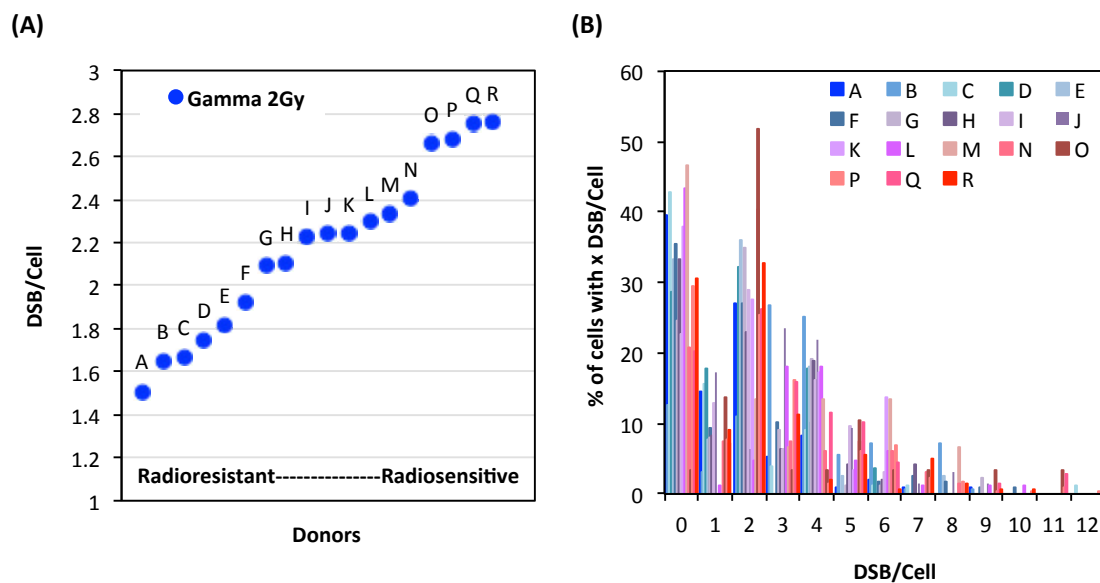 (A)
3
2.8
2.6
2.4
2.2
2
1.8
1.6
1.4
1.2
1
DSB/Cell
Gamma 2Gy
A
B
C
D
E
F
G
H
I
J
K
L
M
N
O
P
Q
R
Radioresistant---------------Radiosensitive
Donors
(B)
60
50
40
30
20
10
0
% of cells with x DSB/Cell
A B C D E
F G H I J
K L M N O
P Q R
0 1 2 3 4 5 6 7 8 9 10 11 12
DSB/Cell